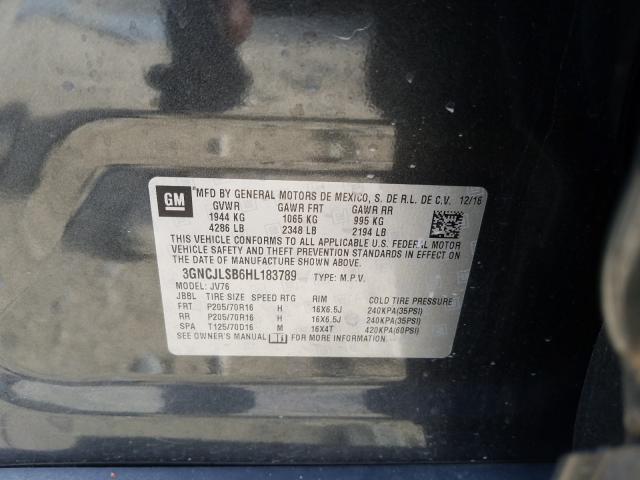 GM MFD BY GENERAL MOTORS DE MEXICO, S. DE R.L. DE C.V. 12/16
GVWR GAWR FRT GAWR RR
1944 KG 1065 KG 995 KG
4286 LB 2348 LB 2194 LB
THIS VEHICLE CONFORMS TO ALL APPLICABLE U.S. FEDERAL MOTOR
VEHICLE SAFETY, BUMPER, AND THEFT PREVENTION STANDARDS IN EFFECT ON
THE DATE OF MANUFACTURE SHOWN ABOVE.
3GNCJLSB6HL183789 TYPE: M.P.V.
MODEL: JV76
JBBL TIRE SIZE SPEED RTG RIM COLD TIRE PRESSURE
FRT P205/70R16 H 16X6.5J 240KPA(35PSI)
RR P205/70R16 H 16X6.5J 240KPA(35PSI)
SPA T125/70D16 M 16X4T 420KPA(60PSI)
SEE OWNER'S MANUAL FOR MORE INFORMATION.